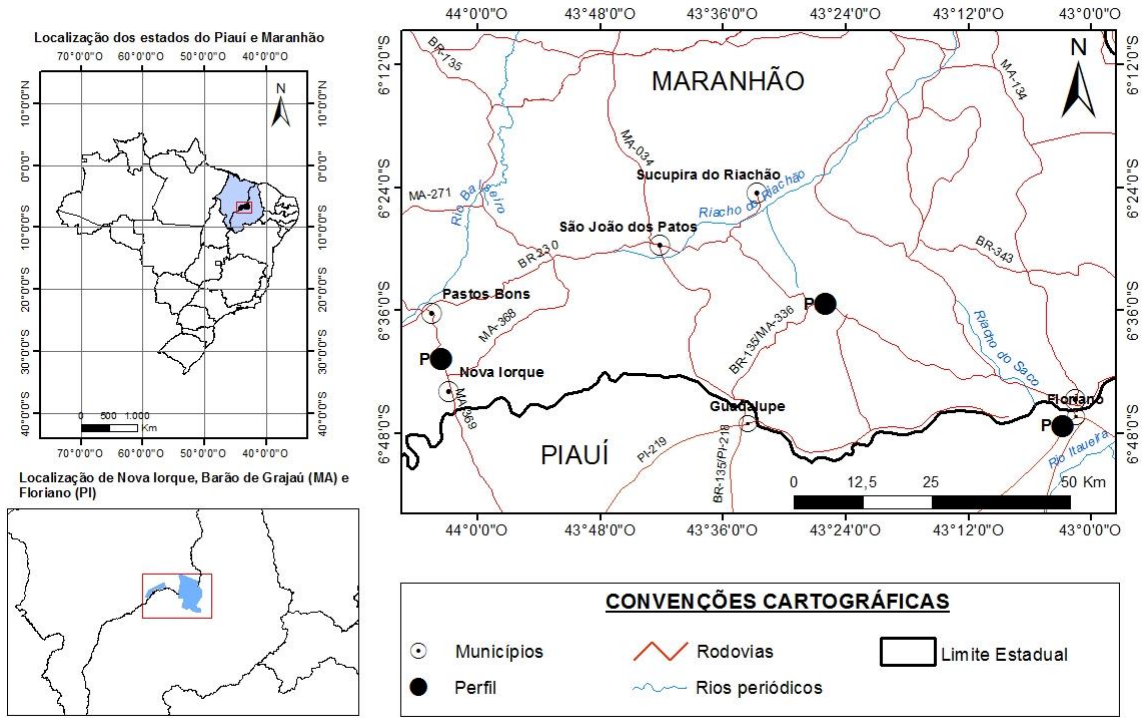 Localização dos estados do Piauí e Maranhão
70°0'0"O 60°0'0"O 50°0'0"O 40°0'0"O
10°0'0"N
0°0'0"
10°0'0"S
20°0'0"S
30°0'0"S
40°0'0"S
N
10°0'0"N
0°0'0"
10°0'0"S
20°0'0"S
30°0'0"S
40°0'0"S
0 500 1.000
Km
70°0'0"O 60°0'0"O 50°0'0"O 40°0'0"O
Localização de Nova Iorque, Barão de Grajaú (MA) e
Floriano (PI)
44°0'0"O 43°48'0"O 43°36'0"O 43°24'0"O 43°12'0"O 43°0'0"O
6°12'0"S
6°24'0"S
6°36'0"S
6°48'0"S
BR-135
MARANHÃO
MA-134
N
MA-034
Sucupira do Riachão
MA-271
Rio Balseiro
Riacho do Riachão
São João dos Patos
BR-230
BR-343
Pastos Bons
MA-368
P
BR-135/MA-336
Riacho do Saco
P
Nova Iorque
MA-369
Guadalupe
Floriano
P
PIAUÍ
PI-219
BR-135/PI-218
Rio Itaueira
0 12,5 25 50 Km
6°12'0"S
6°24'0"S
6°36'0"S
6°48'0"S
44°0'0"O 43°48'0"O 43°36'0"O 43°24'0"O 43°12'0"O 43°0'0"O
CONVENÇÕES CARTOGRÁFICAS
Municípios
Rodovias
Limite Estadual
Perfil
Rios periódicos